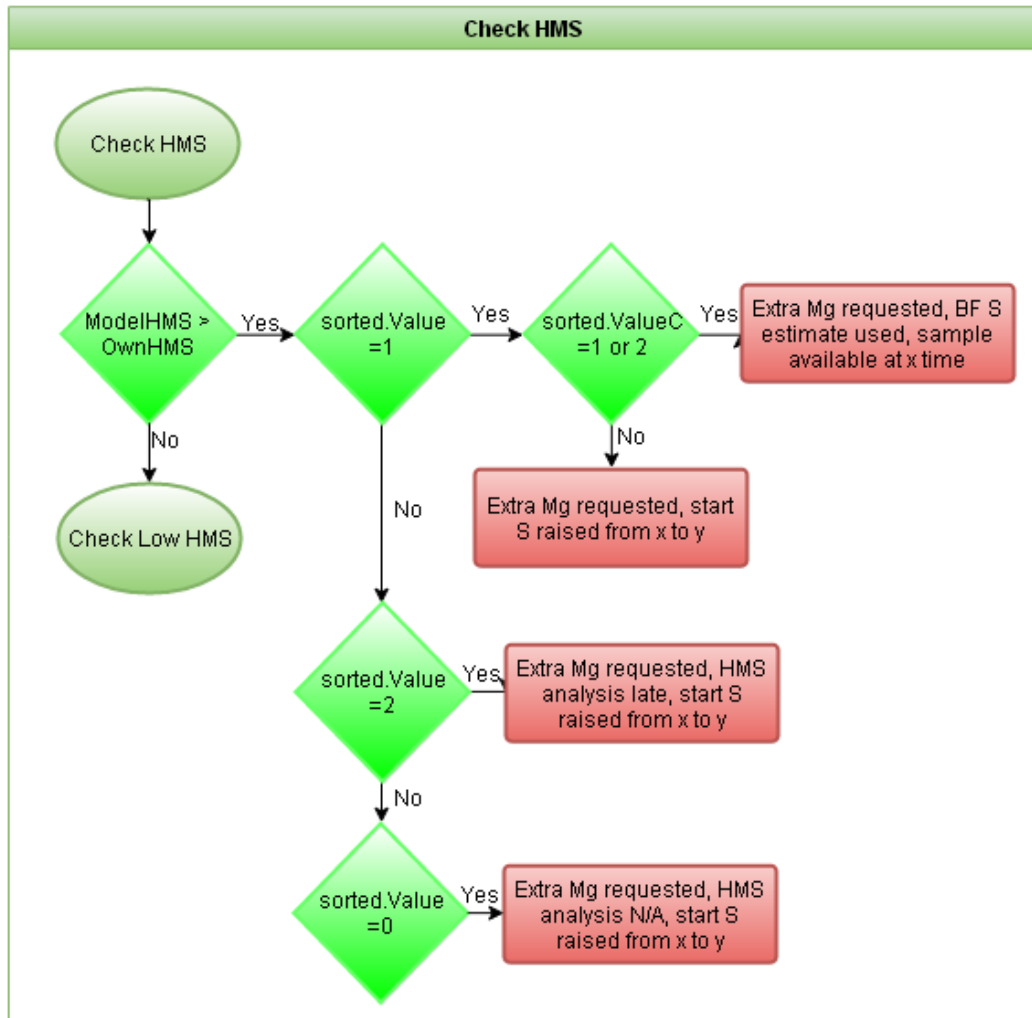 Check HMS
Check HMS
ModelHMS >
OwnHMS
Yes
sorted.Value
=1
Yes
sorted.ValueC
=1 or 2
Yes
Extra Mg requested, BF S
estimate used, sample
available at x time
No
Check Low HMS
No
Extra Mg requested, start
S raised from x to y
No
sorted.Value
=2
Yes
Extra Mg requested, HMS
analysis late, start S
raised from x to y
No
sorted.Value
=0
Yes
Extra Mg requested, HMS
analysis N/A, start S
raised from x to y